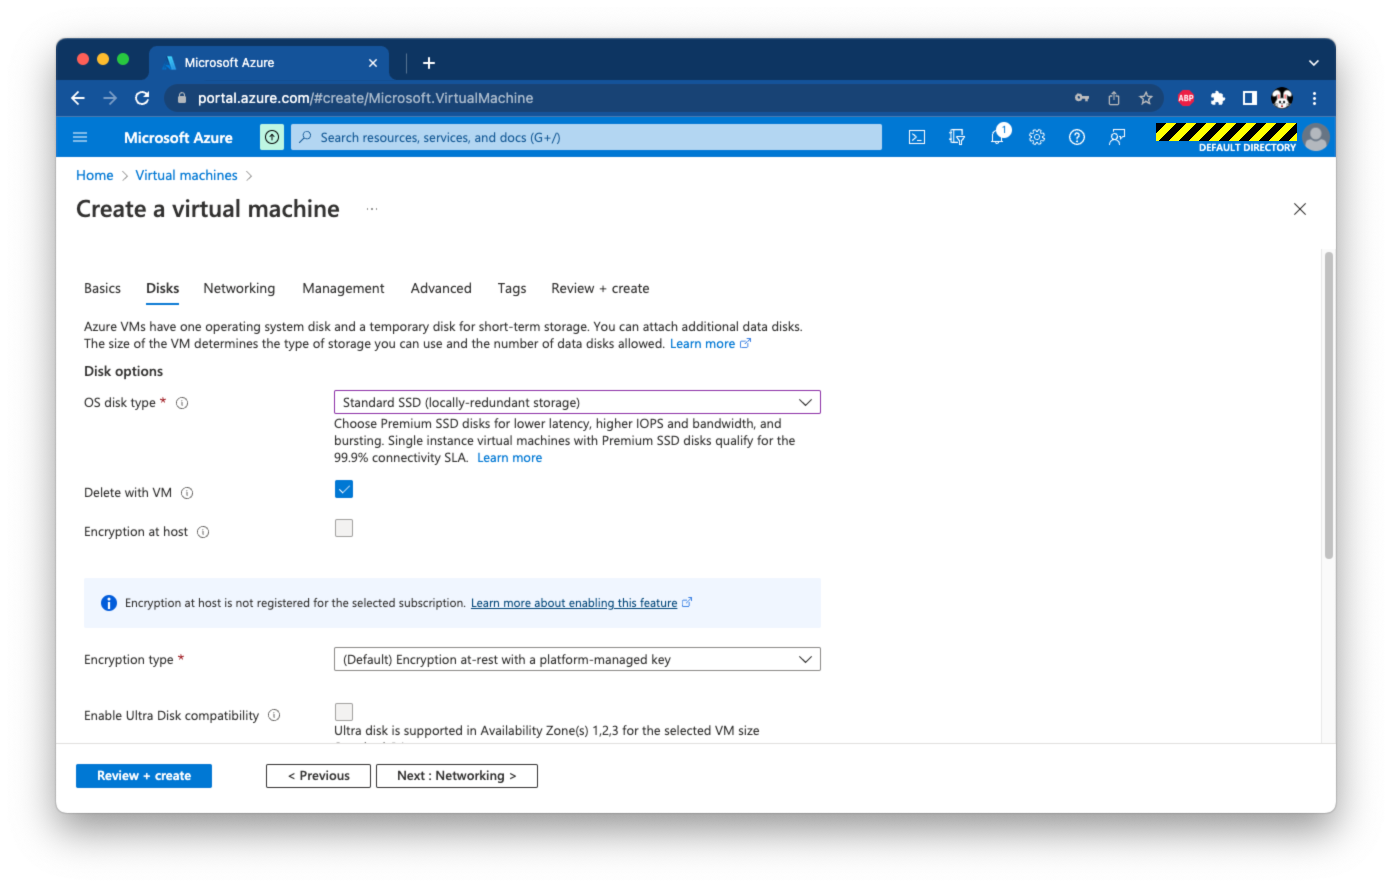 Microsoft Azure
portal.azure.com/#create/Microsoft.VirtualMachine
ABP
Microsoft Azure
Search resources, services, and docs (G+/)
1
DEFAULT DIRECTORY
Home > Virtual machines >
Create a virtual machine ...
Basics Disks Networking Management Advanced Tags Review + create
Azure VMs have one operating system disk and a temporary disk for short-term storage. You can attach additional data disks.
The size of the VM determines the type of storage you can use and the number of data disks allowed. Learn more
Disk options
OS disk type *
Standard SSD (locally-redundant storage)
Choose Premium SSD disks for lower latency, higher IOPS and bandwidth, and
bursting. Single instance virtual machines with Premium SSD disks qualify for the
99.9% connectivity SLA. Learn more
Delete with VM
Encryption at host
Encryption at host is not registered for the selected subscription. Learn more about enabling this feature
Encryption type *
(Default) Encryption at-rest with a platform-managed key
Enable Ultra Disk compatibility
Ultra disk is supported in Availability Zone(s) 1,2,3 for the selected VM size
Review + create
< Previous
Next : Networking >